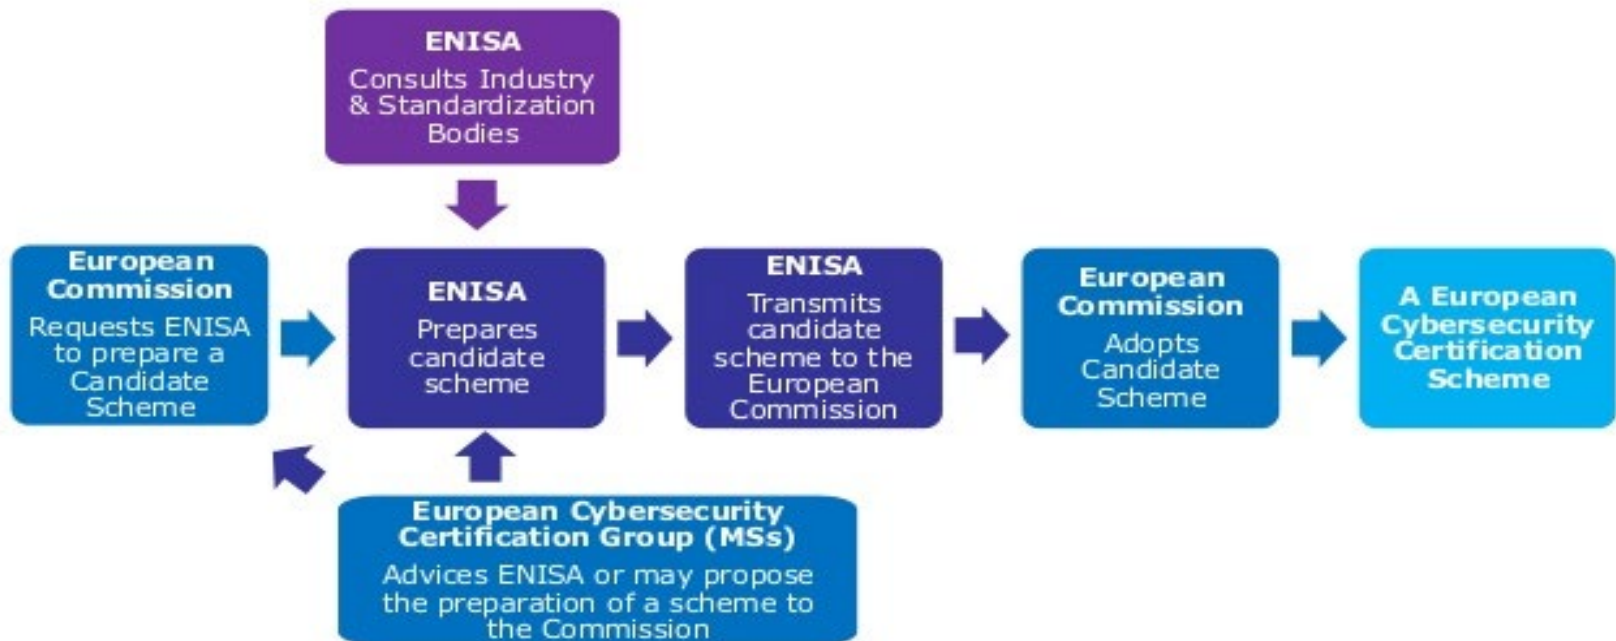 ENISA
Consults Industry
& Standardization
Bodies
European
Commission
Requests ENISA
to prepare a
Candidate
Scheme
ENISA
Prepares
candidate
scheme
ENISA
Transmits
candidate
scheme to the
European
Commission
European
Commission
Adopts
Candidate
Scheme
A European
Cybersecurity
Certification
Scheme
European Cybersecurity
Certification Group (MSs)
Advices ENISA or may propose
the preparation of a scheme to
the Commission